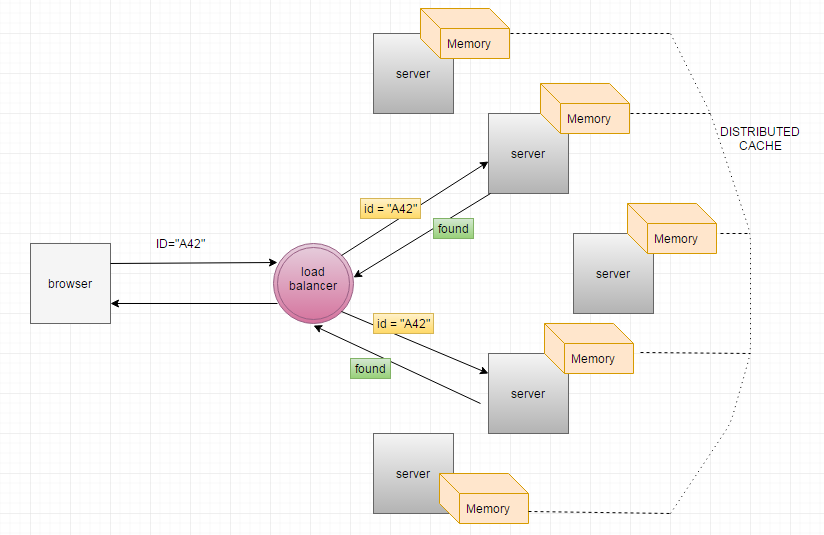 Memory
server
Memory
server
DISTRIBUTED
CACHE
id = "A42"
found
ID="A42"
Memory
server
browser
load
balancer
id = "A42"
found
Memory
server
server
Memory